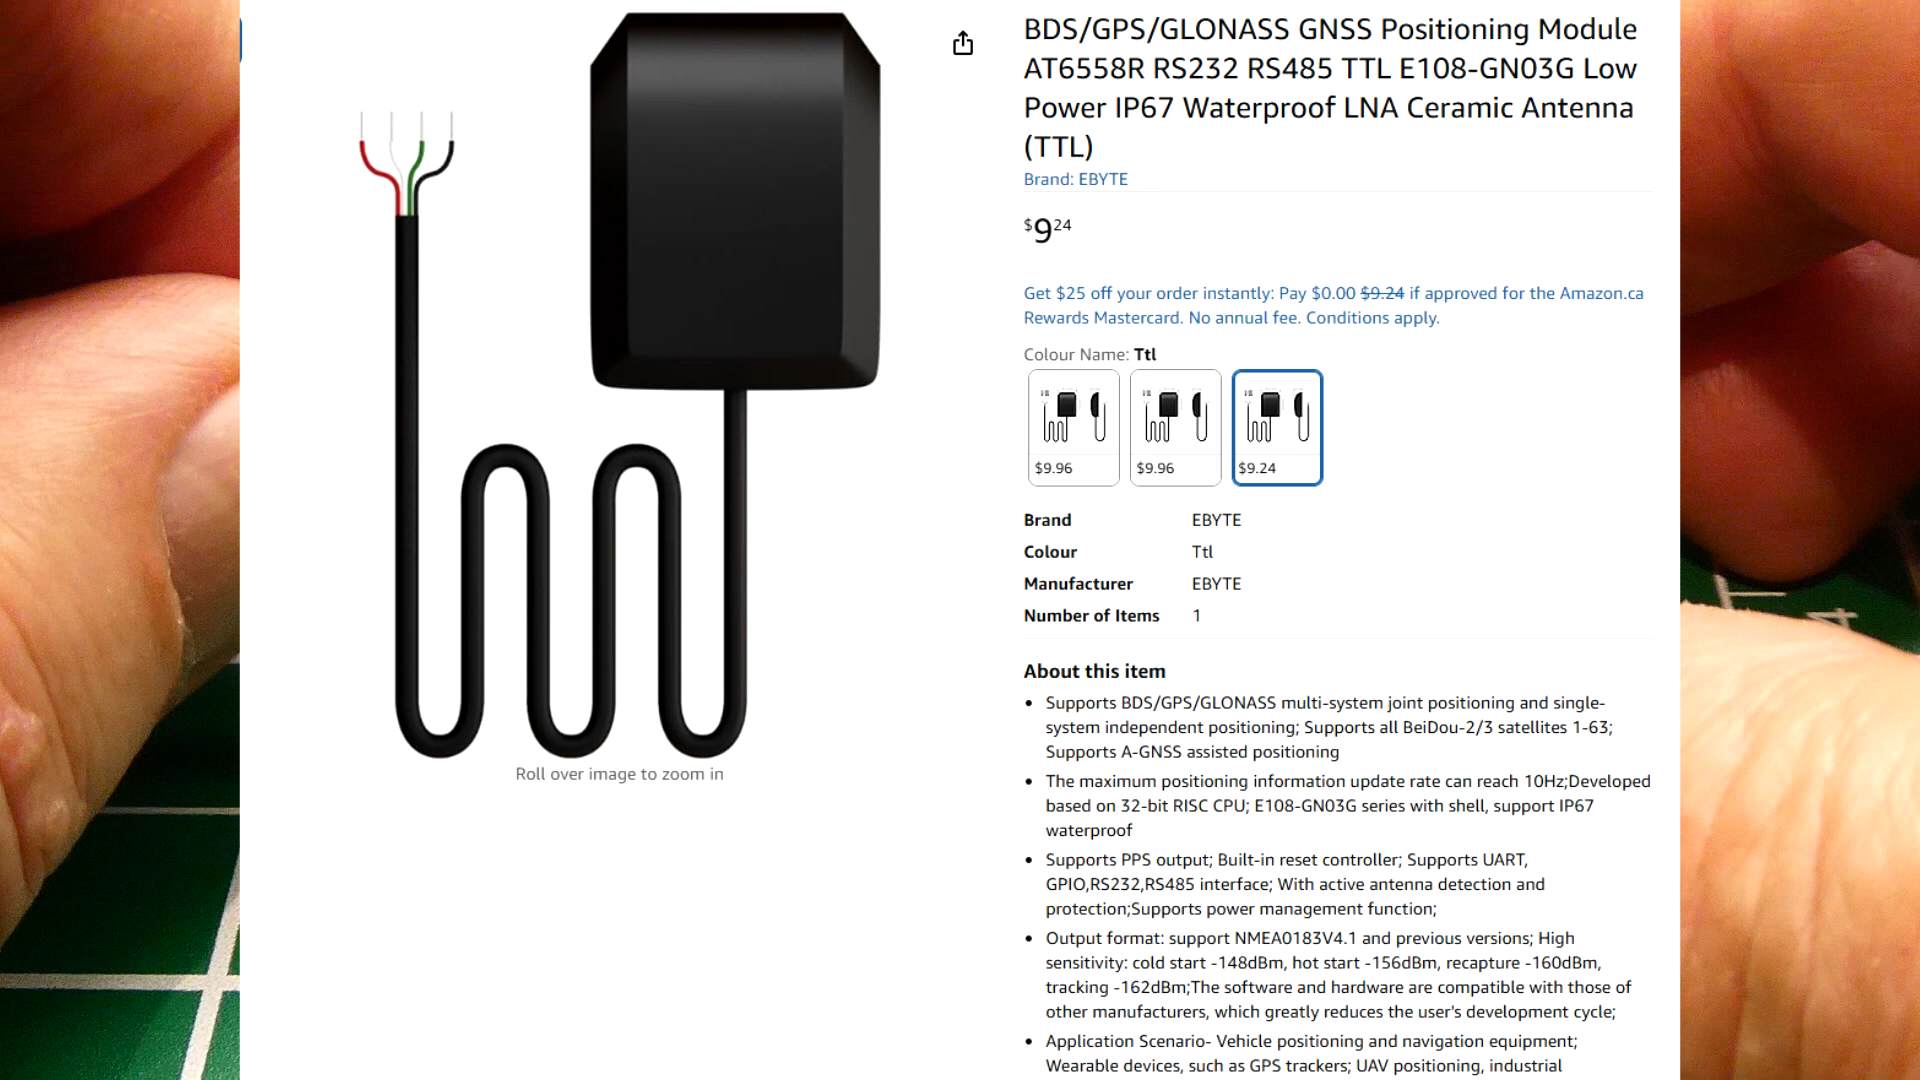 BDS/GPS/GLONASS GNSS Positioning Module
AT6558R RS232 RS485 TTL E108-GN03G Low
Power IP67 Waterproof LNA Ceramic Antenna
(TTL)
Brand: EBYTE
$9 24
Get $25 off your order instantly: Pay $0.00 $9.24 if approved for the Amazon.ca
Rewards Mastercard. No annual fee. Conditions apply.
Colour Name: Ttl
$9.96
$9.96
$9.24
Brand EBYTE
Colour Ttl
Manufacturer EBYTE
Number of Items 1
About this item
• Supports BDS/GPS/GLONASS multi-system joint positioning and single-
system independent positioning; Supports all BeiDou-2/3 satellites 1-63;
Supports A-GNSS assisted positioning
• The maximum positioning information update rate can reach 10Hz;Developed
based on 32-bit RISC CPU; E108-GN03G series with shell, support IP67
waterproof
• Supports PPS output; Built-in reset controller; Supports UART,
GPIO,RS232,RS485 interface; With active antenna detection and
protection;Supports power management function;
• Output format: support NMEA0183V4.1 and previous versions; High
sensitivity: cold start -148dBm, hot start -156dBm, recapture -160dBm,
tracking -162dBm;The software and hardware are compatible with those of
other manufacturers, which greatly reduces the user's development cycle;
• Application Scenario- Vehicle positioning and navigation equipment;
Wearable devices, such as GPS trackers; UAV positioning, industrial
Roll over image to zoom in